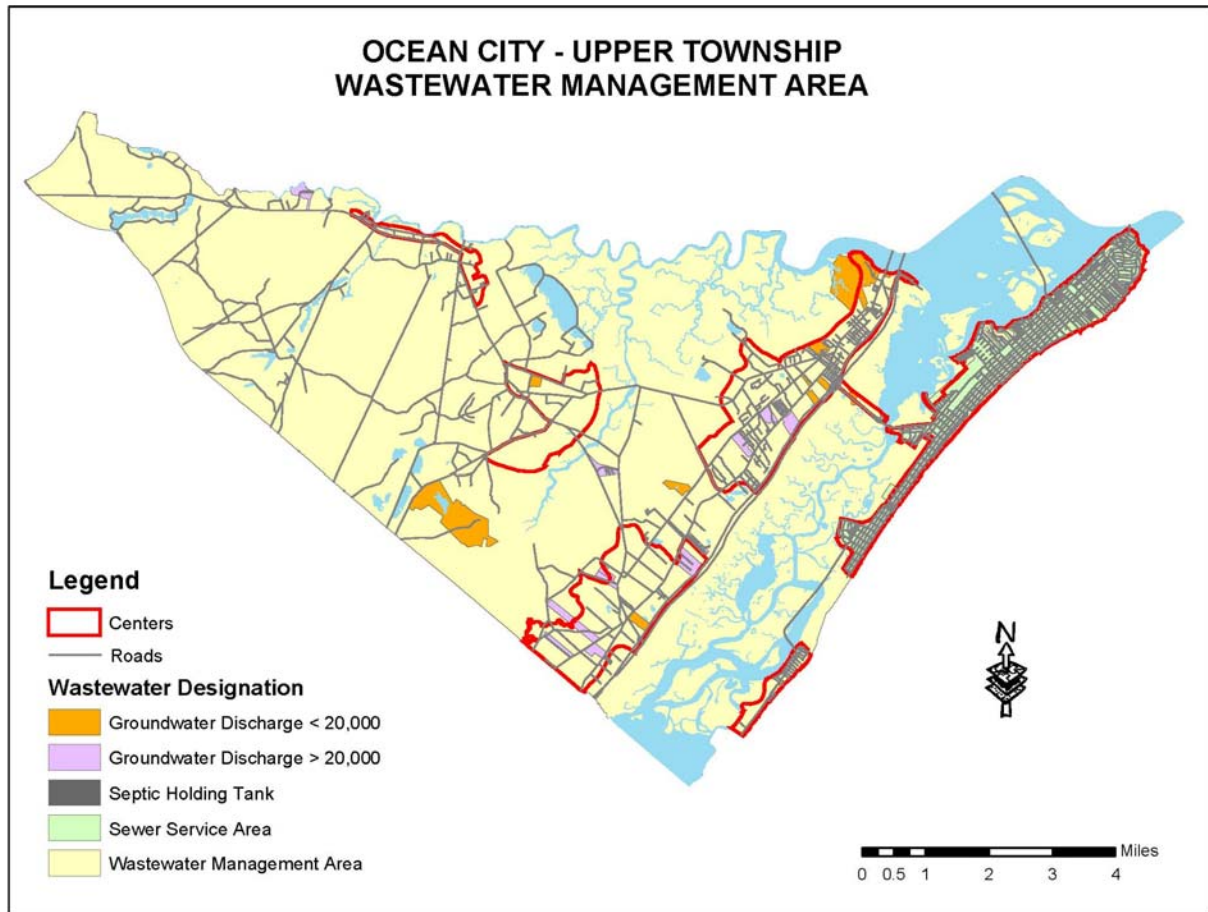 OCEAN CITY - UPPER TOWNSHIP
WASTEWATER MANAGEMENT AREA
Legend
Centers
Roads
Wastewater Designation
Groundwater Discharge < 20,000
Groundwater Discharge > 20,000
Septic Holding Tank
Sewer Service Area
Wastewater Management Area
N
Miles
0 0.5 1 2 3 4